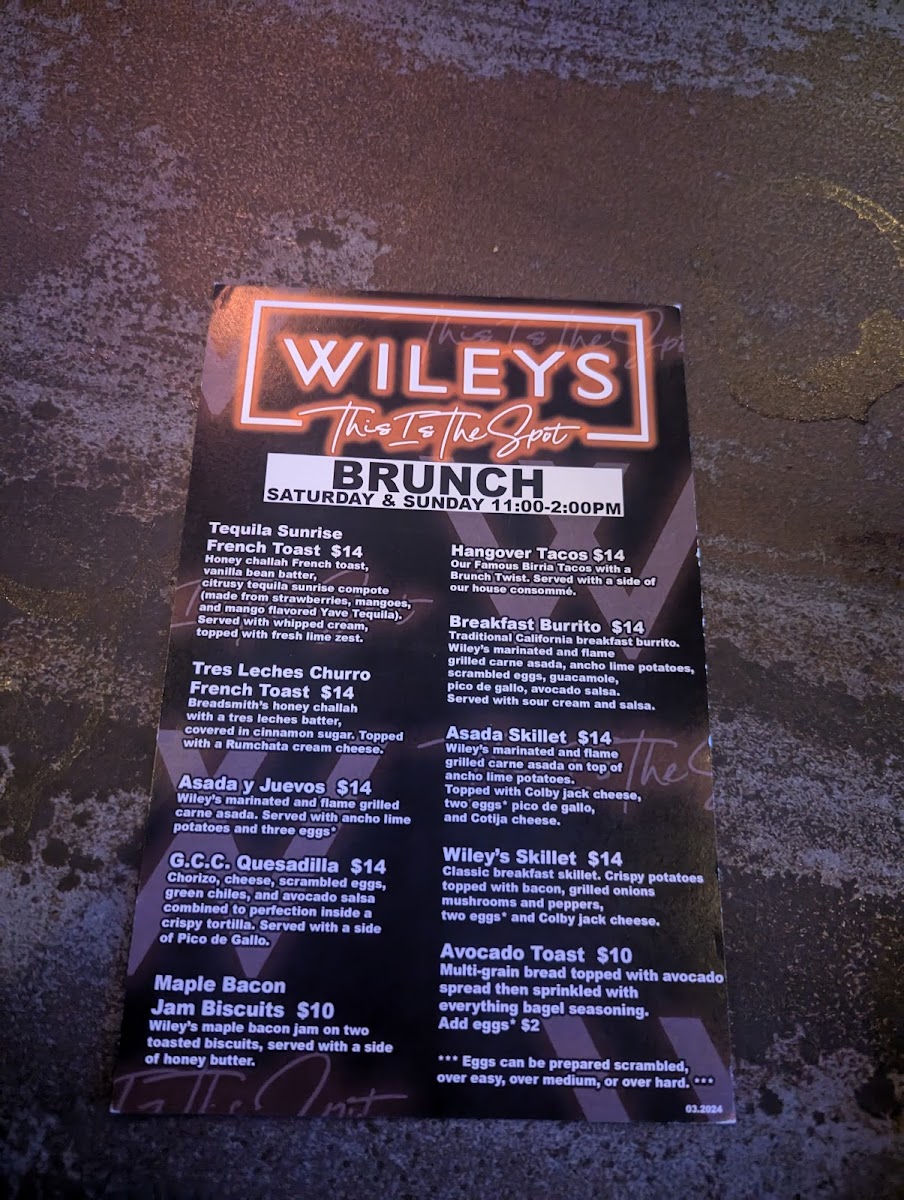 WILEYS
This Is The Spot
BRUNCH
SATURDAY & SUNDAY 11:00-2:00PM
Tequila Sunrise
French Toast $14
Honey challah French toast,
vanilla bean batter,
citrusy tequila sunrise compote
(made from strawberries, mangoes,
and mango flavored Yave Tequila).
Served with whipped cream,
topped with fresh lime zest.
Tres Leches Churro
French Toast $14
Breadsmith's honey challah
with a tres leches batter,
covered in cinnamon sugar. Topped
with a Rumchata cream cheese.
Asada y Juevos $14
Wiley's marinated and flame grilled
carne asada. Served with ancho lime
potatoes and three eggs*
G.C.C. Quesadilla $14
Chorizo, cheese, scrambled eggs,
green chiles, and avocado salsa
combined to perfection inside a
crispy tortilla. Served with a side
of Pico de Gallo.
Maple Bacon
Jam Biscuits $10
Wiley's maple bacon jam on two
toasted biscuits, served with a side
of honey butter.
Hangover Tacos $14
Our Famous Birria Tacos with a
Brunch Twist. Served with a side of
our house consommé.
Breakfast Burrito $14
Traditional California breakfast burrito.
Wiley's marinated and flame
grilled carne asada, ancho lime potatoes,
scrambled eggs, guacamole,
pico de gallo, avocado salsa.
Served with sour cream and salsa.
Asada Skillet $14
Wiley's marinated and flame
grilled carne asada on top of
ancho lime potatoes.
Topped with Colby jack cheese,
two eggs* pico de gallo,
and Cotija cheese.
Wiley's Skillet $14
Classic breakfast skillet. Crispy potatoes
topped with bacon, grilled onions
mushrooms and peppers,
two eggs* and Colby jack cheese.
Avocado Toast $10
Multi-grain bread topped with avocado
spread then sprinkled with
everything bagel seasoning.
Add eggs* $2
*** Eggs can be prepared scrambled,
over easy, over medium, or over hard. ***
03.2024